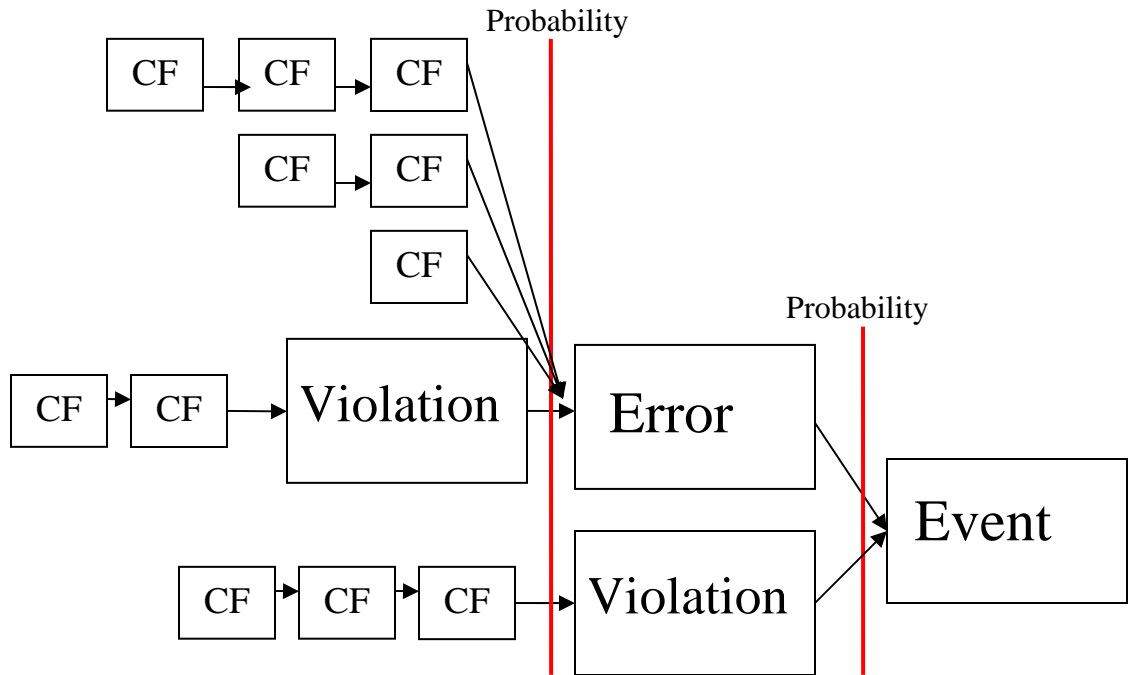 Probability
CF CF CF
CF CF
CF
Probability
CF CF Violation Error
Event
CF CF CF Violation